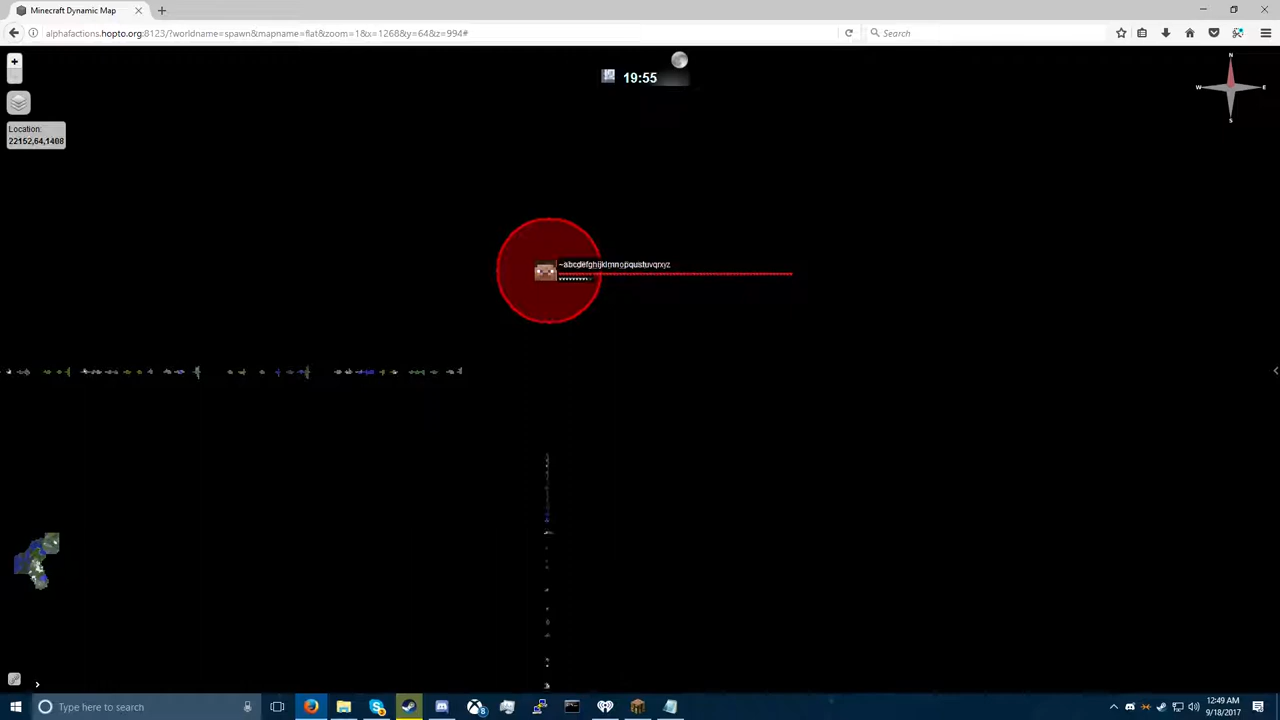 Minecraft Dynamic Map
alphafactions.hopto.org:8123/?worldname=spawn&mapname=flat&zoom=1&x=1268&y=64&z=994#
Search
+
19:55
N
W
E
S
Location:
22152,64,1408
Type here to search
12:49 AM
9/18/2017